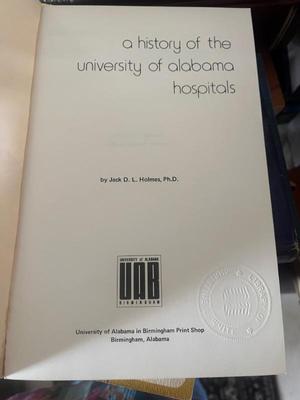 a history of the
university of alabama
hospitals
by Jack D. L. Holmes, Ph.D.
UNIVERSITY of ALABAMA
UAB
BIRMINGHAM
University of Alabama in Birmingham Print Shop
Birmingham, Alabama